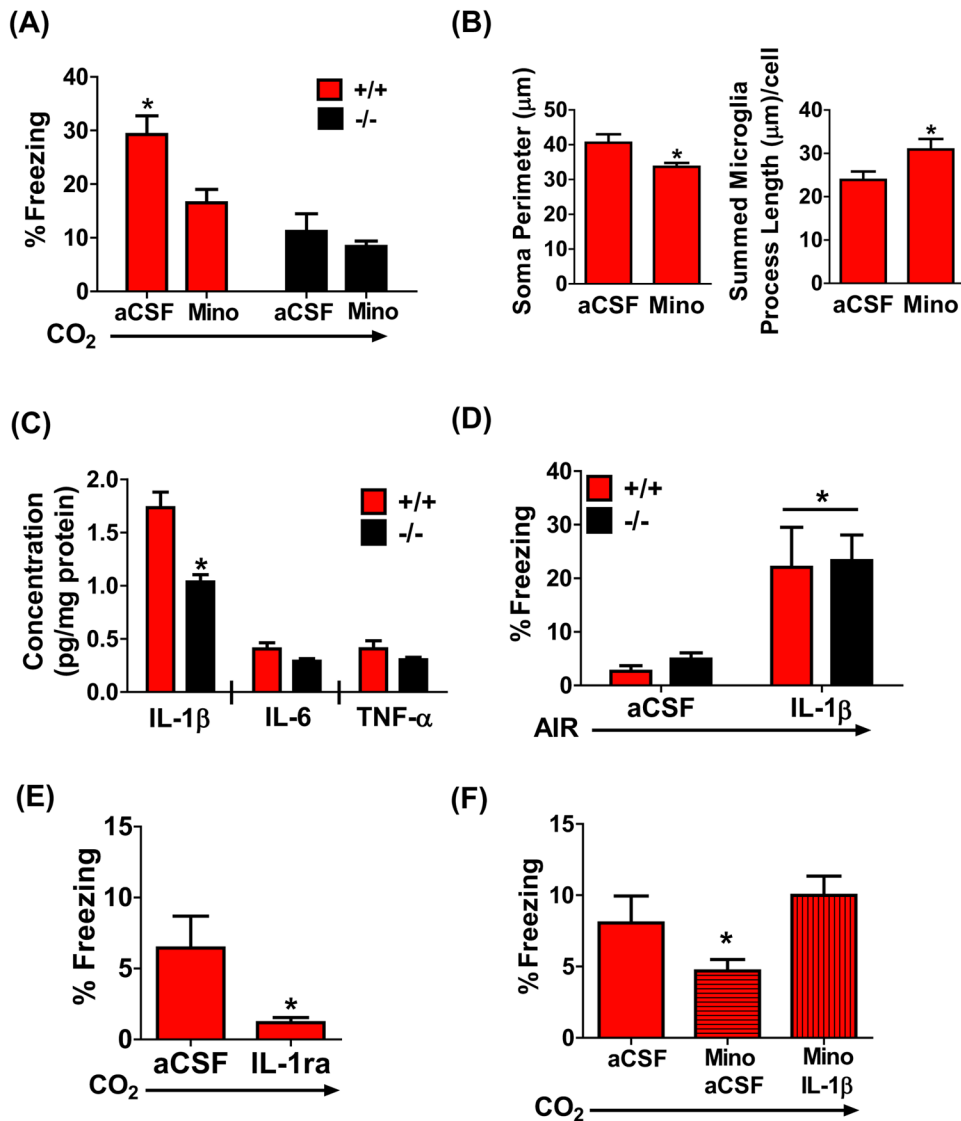 (A)
% Freezing
40
30
20
10
0
*
+/+
-/-
aCSF Mino aCSF Mino
CO₂
(B)
Soma Perimeter (μm)
50
40
30
20
10
0
*
aCSF Mino
Summed Microglia
Process Length (μm)/cell
40
30
20
10
0
*
aCSF Mino
(C)
Concentration
(pg/mg protein)
2.0
1.5
1.0
0.5
0.0
*
+/+
-/-
IL-1β IL-6 TNF-α
(D)
% Freezing
40
30
20
10
0
+/+
-/-
*
aCSF IL-1β
AIR
(E)
% Freezing
15
10
5
0
*
aCSF IL-1ra
CO₂
(F)
% Freezing
15
10
5
0
*
aCSF Mino Mino
aCSF IL-1β
CO₂